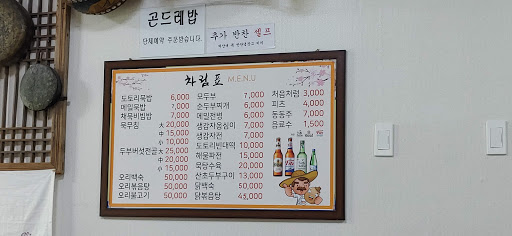 곤드레밥
단체예약 주문받습니다.
추가 반찬 셀프
차림표 M.E.N.U
도토리묵밥 6,000
메밀묵밥 7,000
채묵비빔밥 7,000
묵무침 大 20,000
中 15,000
小 10,000
두부버섯전골 大 25,000
中 20,000
小 15,000
오리백숙 50,000
오리볶음탕 50,000
오리불고기 50,000
모두부 7,000
순두부찌개 6,000
메밀전병 6,000
생감자옹심이 7,000
생감자전 7,000
도토리빈대떡 10,000
해물파전 15,000
묵당수육 20,000
산초두부구이 13,000
닭백숙 50,000
닭볶음탕 45,000
처음처럼 3,000
피츠 4,000
동동주 7,000
음료수 1,500